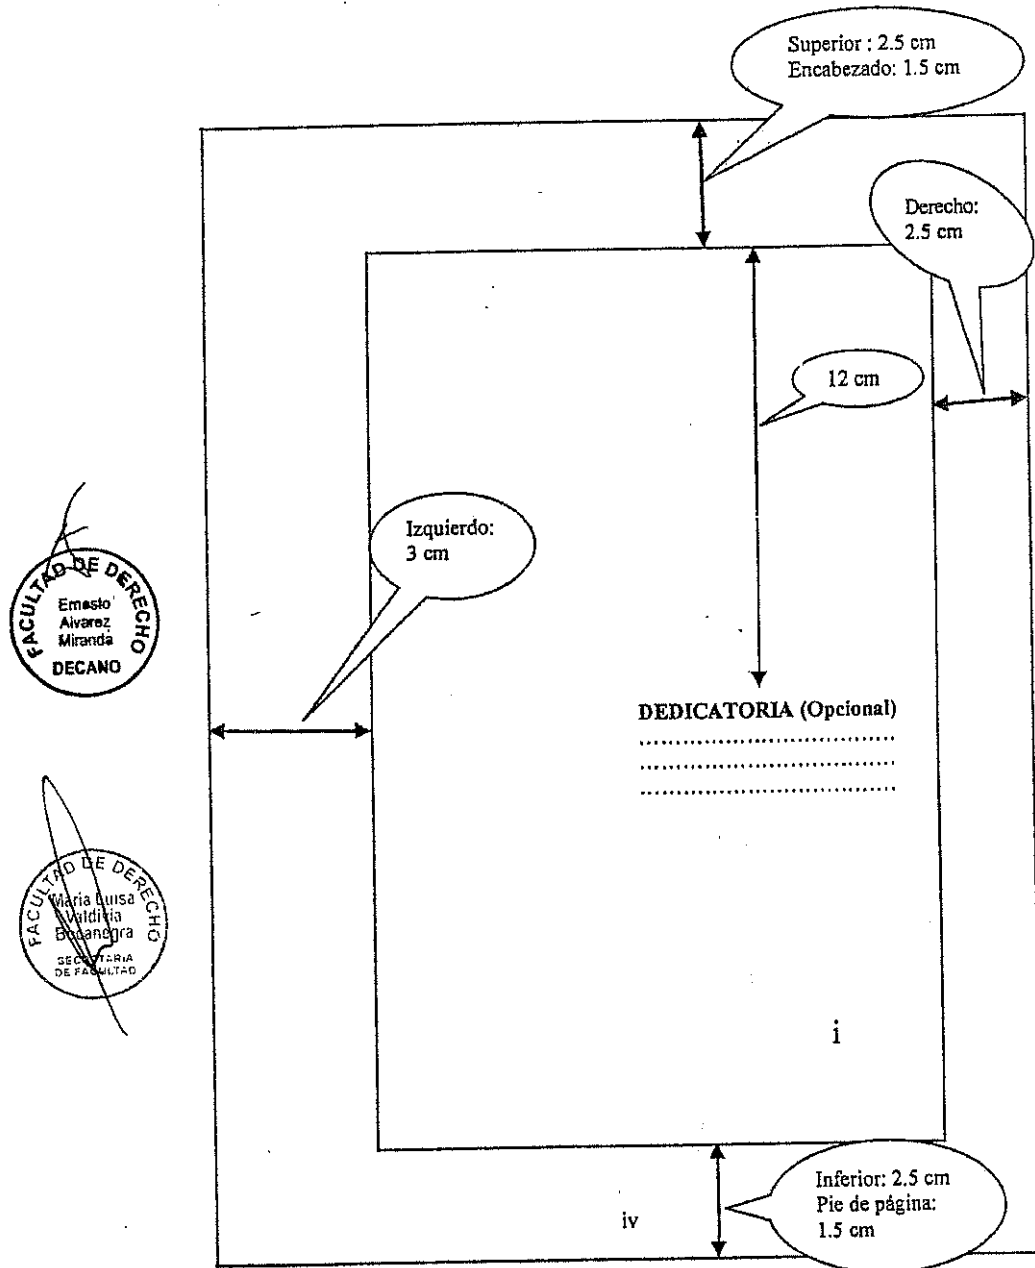 Superior : 2.5 cm
Encabezado: 1.5 cm
Derecho:
2.5 cm
12 cm
Izquierdo:
3 cm
FACULTAD DE DERECHO
Ernesto
Alvarez
Miranda
DECANO
DEDICATORIA (Opcional)
....................................
....................................
....................................
FACULTAD DE DERECHO
Maria Luisa
Valdivia
Bocanegra
SECRETARIA
DE FACULTAD
i
Inferior: 2.5 cm
Pie de página:
1.5 cm
iv